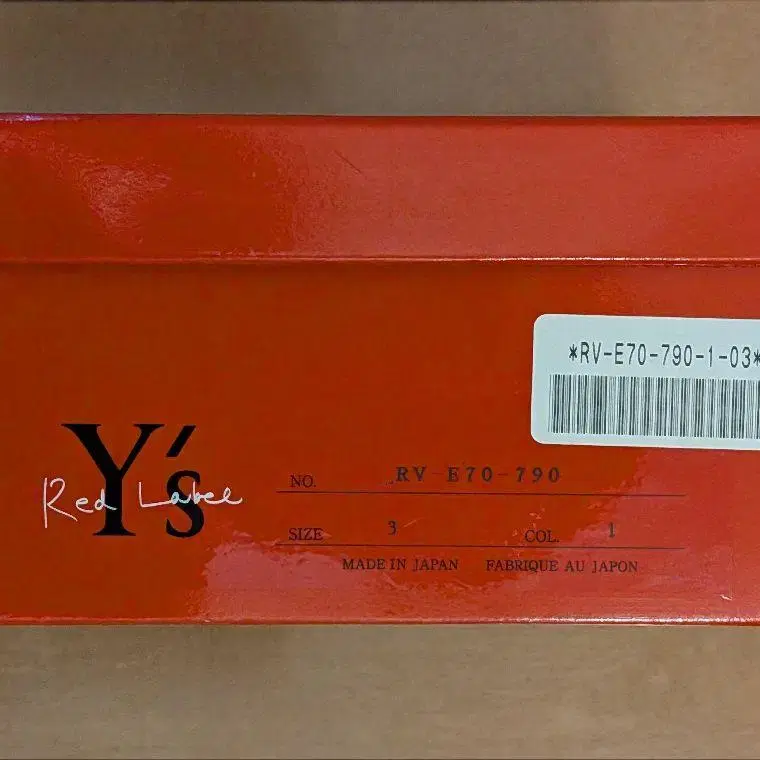 *RV-E70-790-1-03*
Y's
Red Label
NO. RV-E70-790
SIZE 3 COL. 1
MADE IN JAPAN FABRIQUE AU JAPON